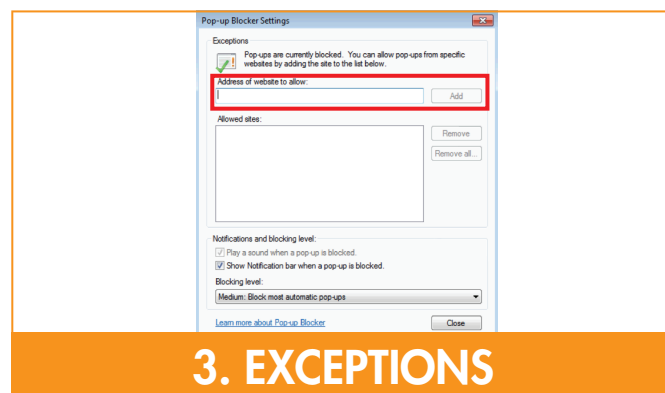 Pop-up Blocker Settings
Exceptions
Pop-ups are currently blocked. You can allow pop-ups from specific
websites by adding the site to the list below.
Address of website to allow:
Add
Allowed sites:
Remove
Remove all...
Notifications and blocking level:
Play a sound when a pop-up is blocked.
Show Notification bar when a pop-up is blocked.
Blocking level:
Medium: Block most automatic pop-ups
Learn more about Pop-up Blocker
Close
3. EXCEPTIONS